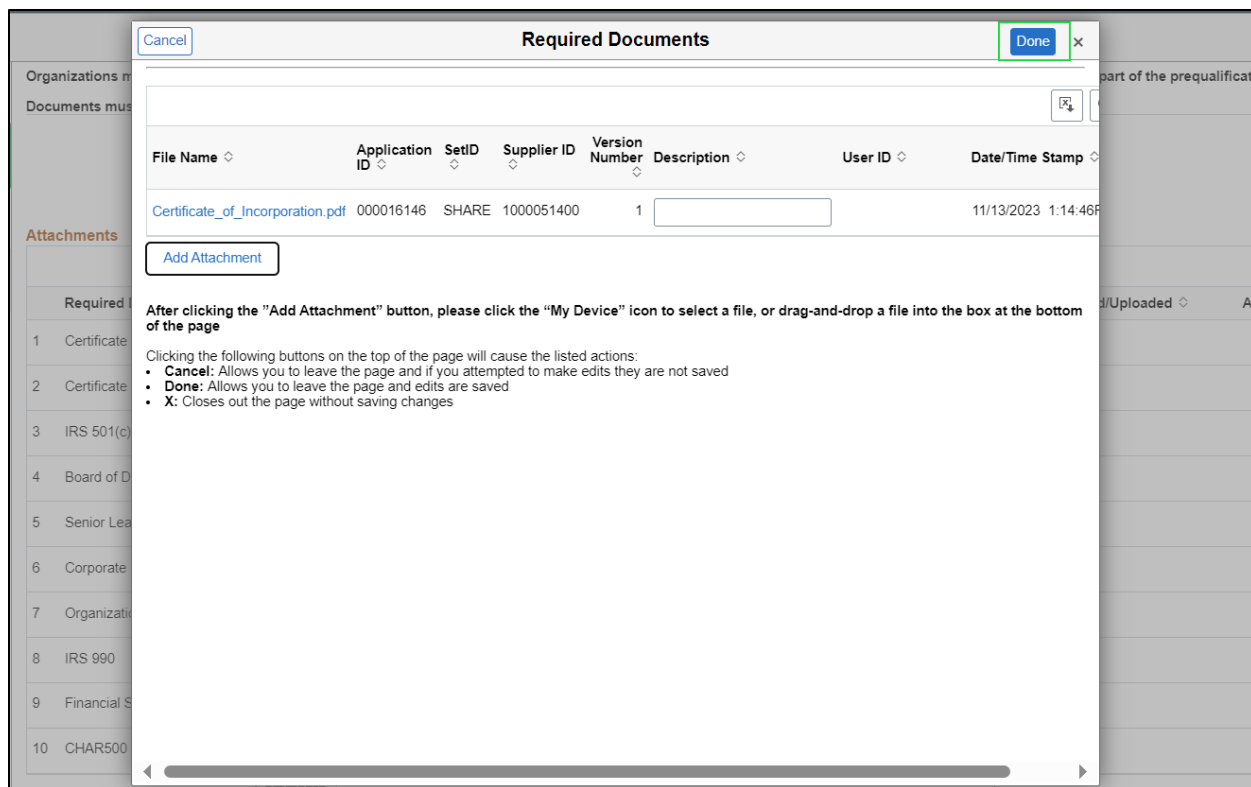 Cancel
Required Documents
Done
×
Organizations
part of the
Documents
File Name
Application ID
SetID
Supplier ID
Version Number
Description
User ID
Date/Time Stamp
Certificate_of_Incorporation.pdf 000016146 SHARE 1000051400 1 11/13/2023 1:14:46
Attachments
Add Attachment
Required
/Uploaded
After clicking the ”Add Attachment” button, please click the “My Device” icon to select a file, or drag-and-drop a file into the box at the bottom
of the page
1 Certificate
Clicking the following buttons on the top of the page will cause the listed actions:
• Cancel: Allows you to leave the page and if you attempted to make edits they are not saved
• Done: Allows you to leave the page and edits are saved
• X: Closes out the page without saving changes
2 Certificate
3 IRS 501(c)
4 Board of D
5 Senior Lea
6 Corporate
7 Organizatio
8 IRS 990
9 Financial S
10 CHAR500